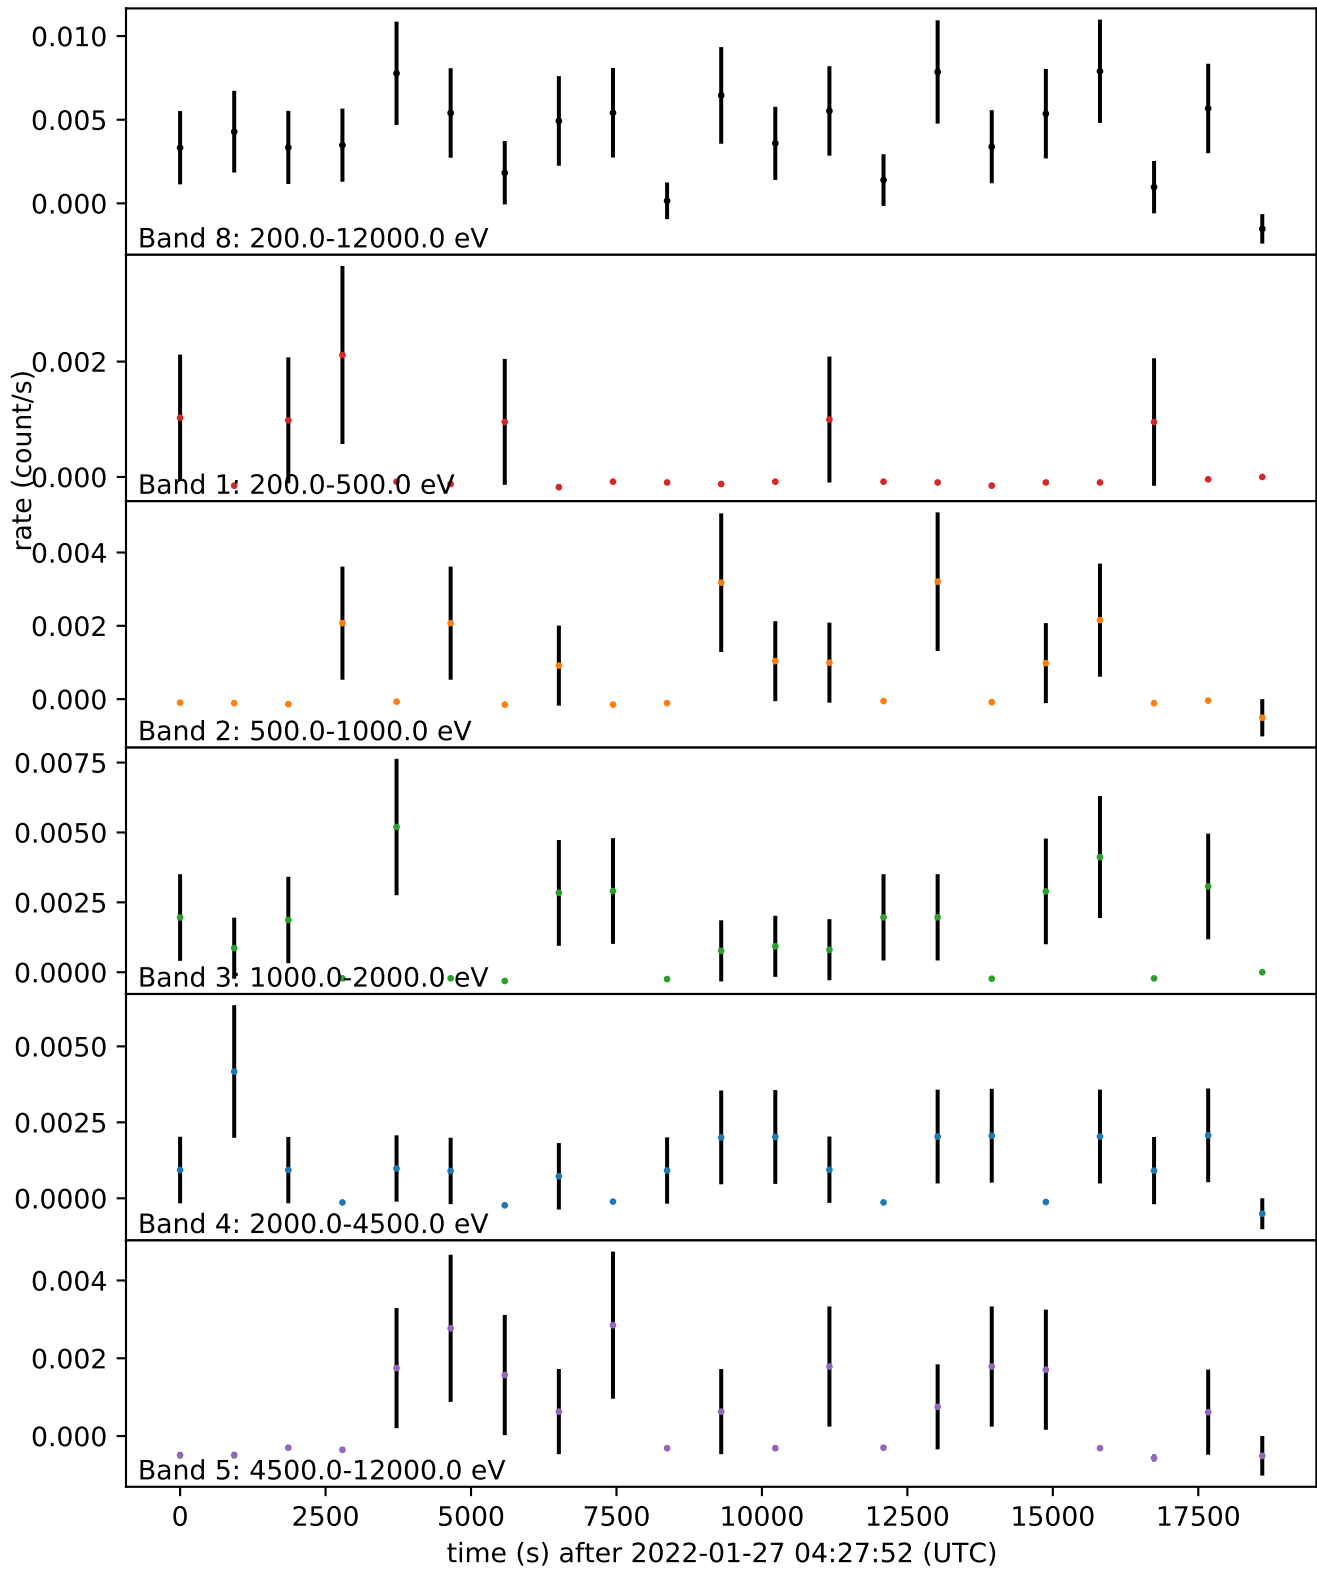 0.010
0.005
0.000
Band 8: 200.0-12000.0 eV
rate (count/s)
0.002
0.000
Band 1: 200.0-500.0 eV
0.004
0.002
0.000
Band 2: 500.0-1000.0 eV
0.0075
0.0050
0.0025
0.0000
Band 3: 1000.0-2000.0 eV
0.0050
0.0025
0.0000
Band 4: 2000.0-4500.0 eV
0.004
0.002
0.000
Band 5: 4500.0-12000.0 eV
0 2500 5000 7500 10000 12500 15000 17500
time (s) after 2022-01-27 04:27:52 (UTC)